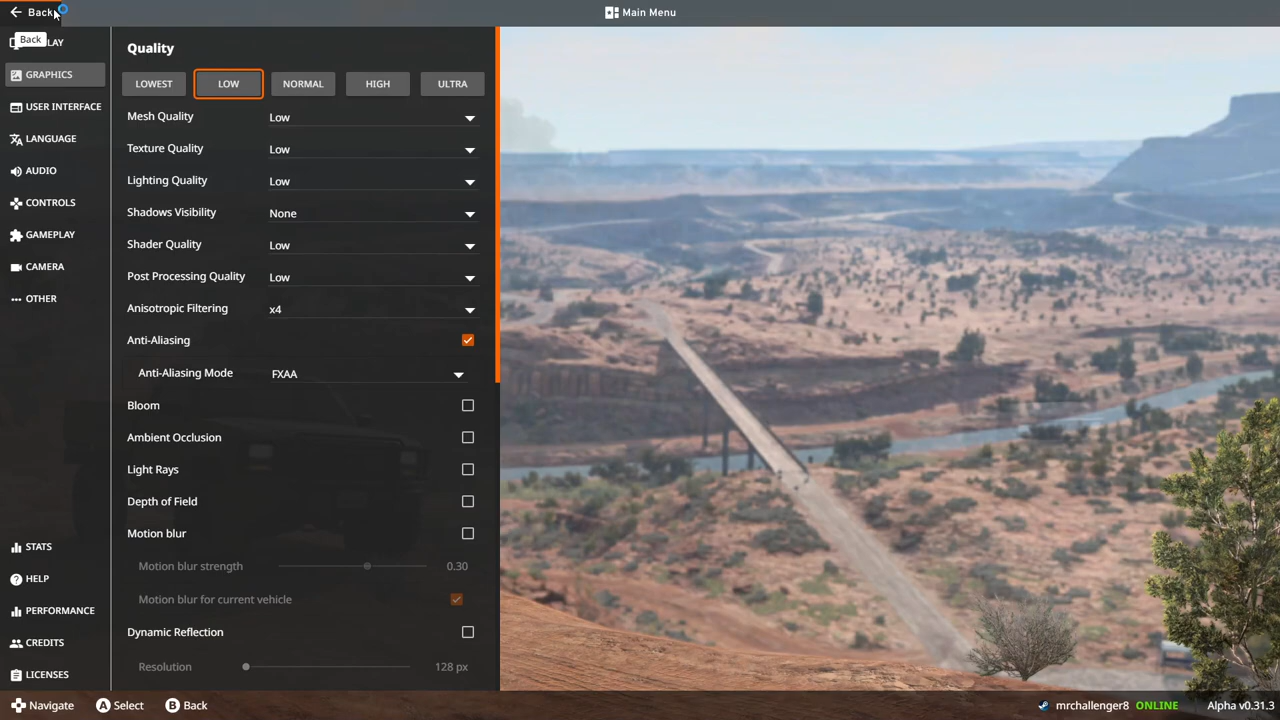 Back
Main Menu
Back
LAY
GRAPHICS
USER INTERFACE
LANGUAGE
AUDIO
CONTROLS
GAMEPLAY
CAMERA
OTHER
STATS
HELP
PERFORMANCE
CREDITS
LICENSES
Quality
LOWEST LOW NORMAL HIGH ULTRA
Mesh Quality Low
Texture Quality Low
Lighting Quality Low
Shadows Visibility None
Shader Quality Low
Post Processing Quality Low
Anisotropic Filtering x4
Anti-Aliasing
Anti-Aliasing Mode FXAA
Bloom
Ambient Occlusion
Light Rays
Depth of Field
Motion blur
Motion blur strength 0.30
Motion blur for current vehicle
Dynamic Reflection
Resolution 128 px
Navigate A Select B Back
mrchallenger8 ONLINE Alpha v0.31.3